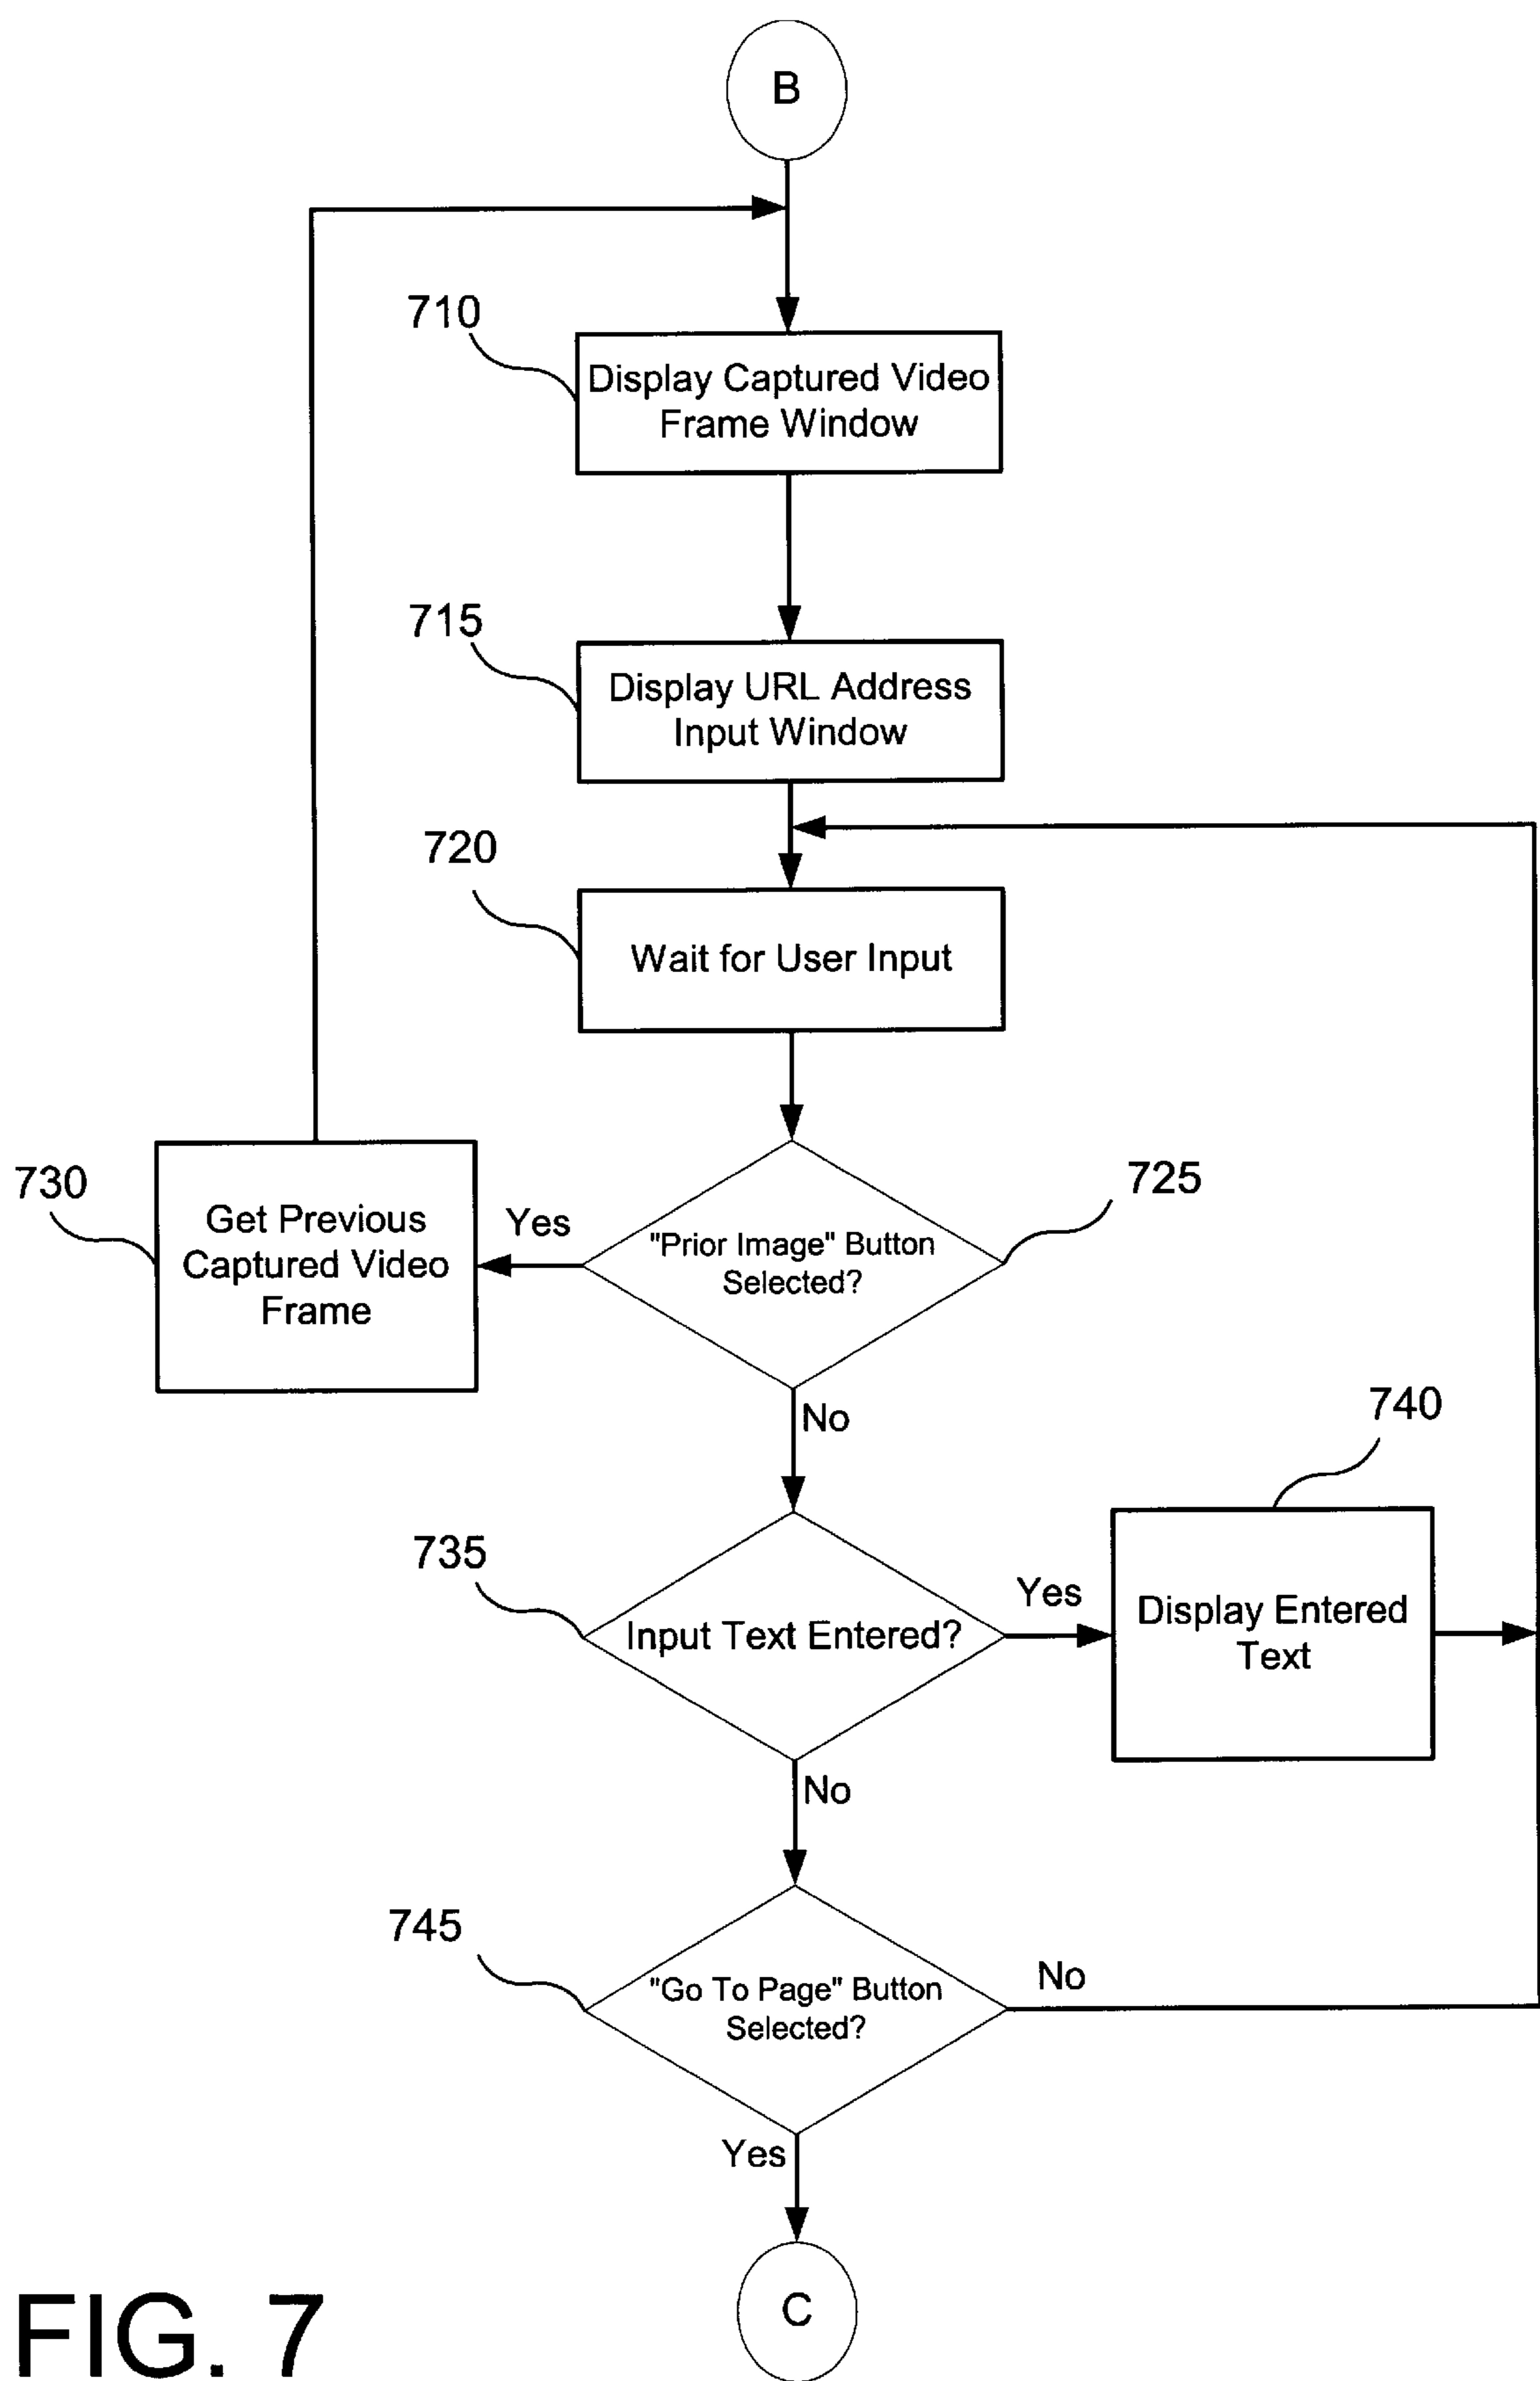 B
710
Display Captured Video
Frame Window
715
Display URL Address
Input Window
720
Wait for User Input
725
730
Get Previous
Captured Video
Frame
Yes
"Prior Image" Button
Selected?
No
740
735
Input Text Entered?
Yes
Display Entered
Text
No
745
"Go To Page" Button
Selected?
No
Yes
C
FIG. 7